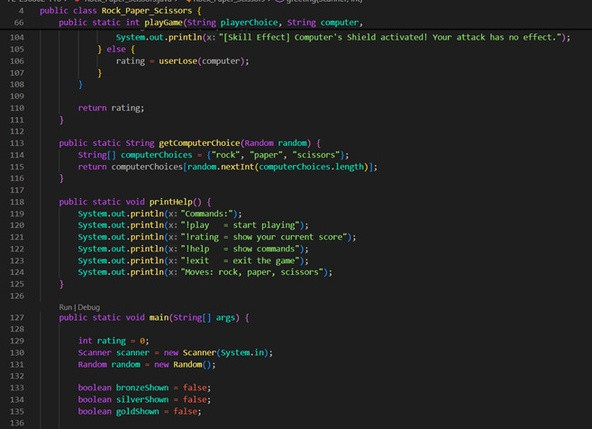 4 public class Rock_Paper_Scissors {
66 public static int playGame(String playerChoice, String computer,
104 System.out.println(x: "[Skill Effect] Computer's Shield activated! Your attack has no effect.");
105 } else {
106 rating = userLose(computer);
107 }
108 }
109
110 return rating;
111 }
112
113 public static String getComputerChoice(Random random) {
114 String[] computerChoices = {"rock", "paper", "scissors"};
115 return computerChoices[random.nextInt(computerChoices.length)];
116 }
117
118 public static void printHelp() {
119 System.out.println(x: "Commands:");
120 System.out.println(x: "!play   = start playing");
121 System.out.println(x: "!rating = show your current score");
122 System.out.println(x: "!help   = show commands");
123 System.out.println(x: "!exit   = exit the game");
124 System.out.println(x: "Moves: rock, paper, scissors");
125 }
126
Run | Debug
127 public static void main(String[] args) {
128
129 int rating = 0;
130 Scanner scanner = new Scanner(System.in);
131 Random random = new Random();
132
133 boolean bronzeShown = false;
134 boolean silverShown = false;
135 boolean goldShown = false;
136